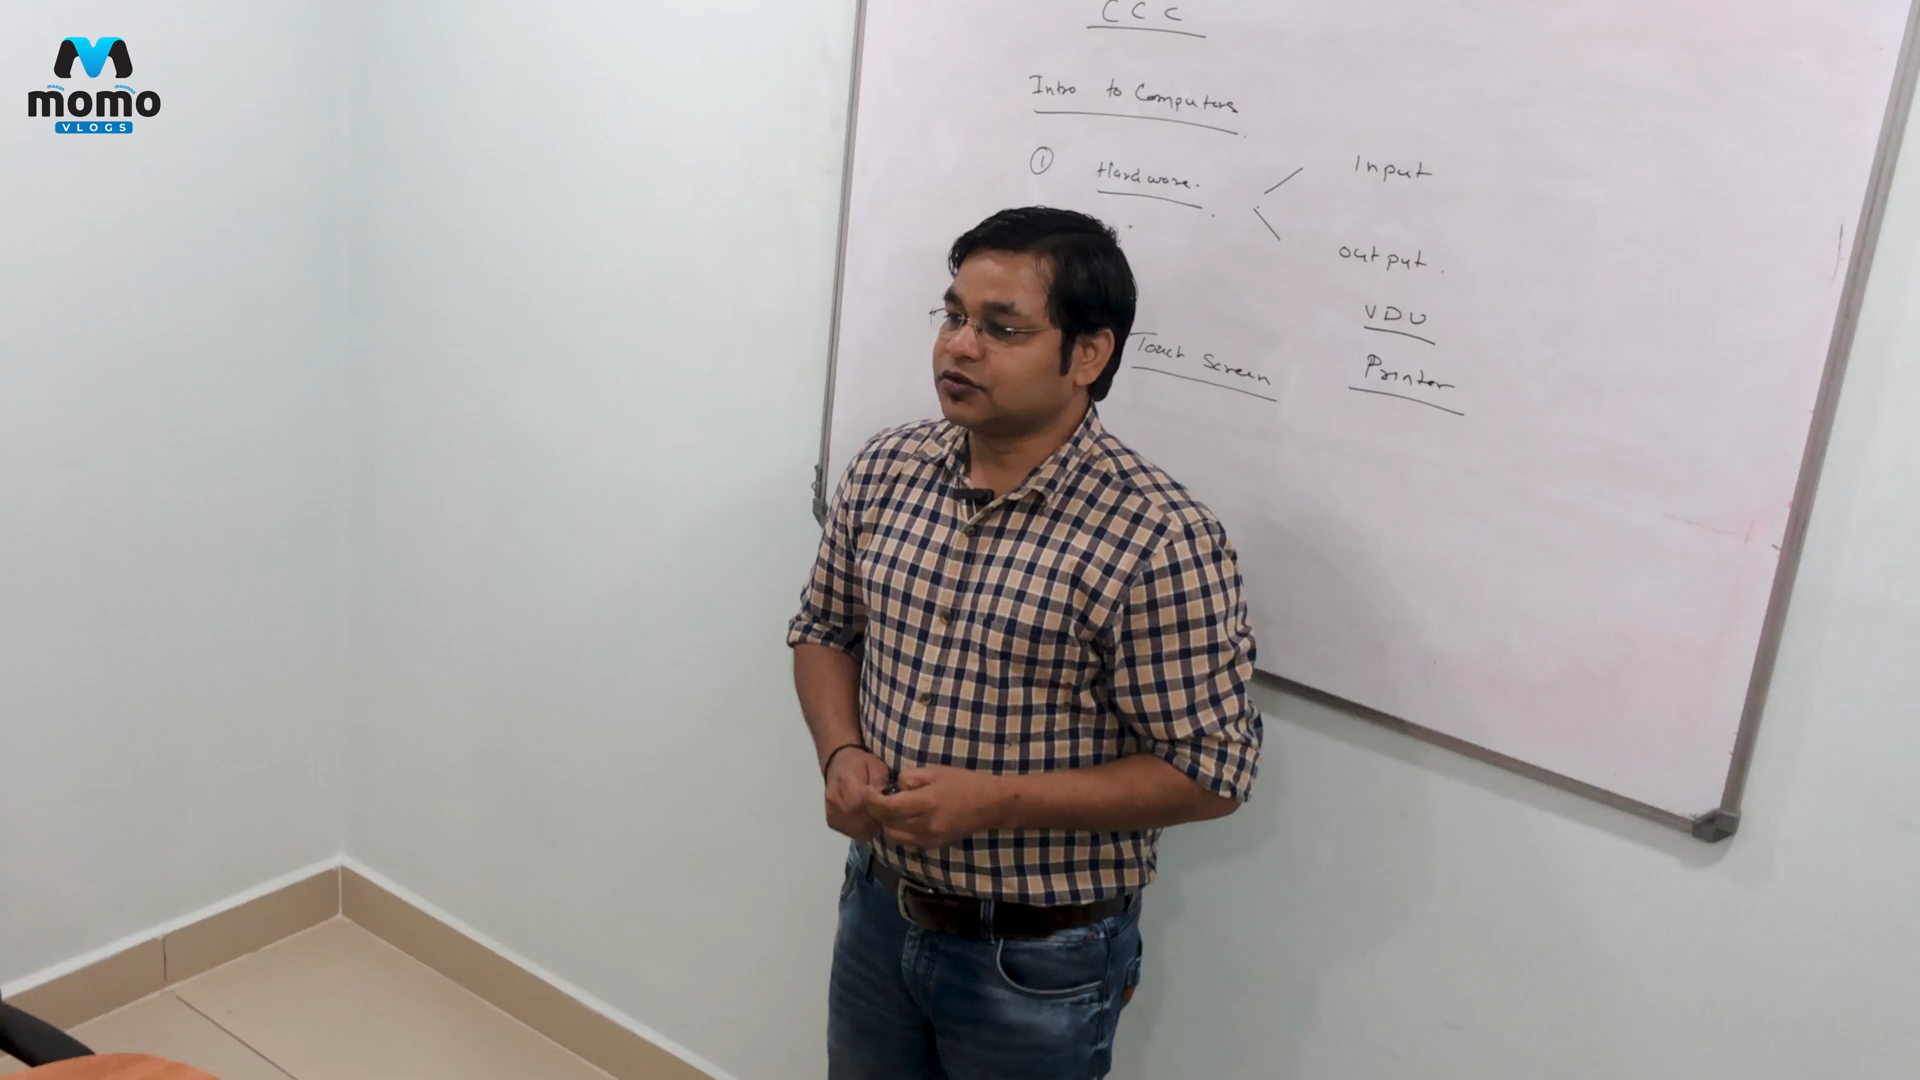 momo
VLOGS
CCC
Intro to Computers
① Hardware. Input
output.
VDU
Touch Screen Printer